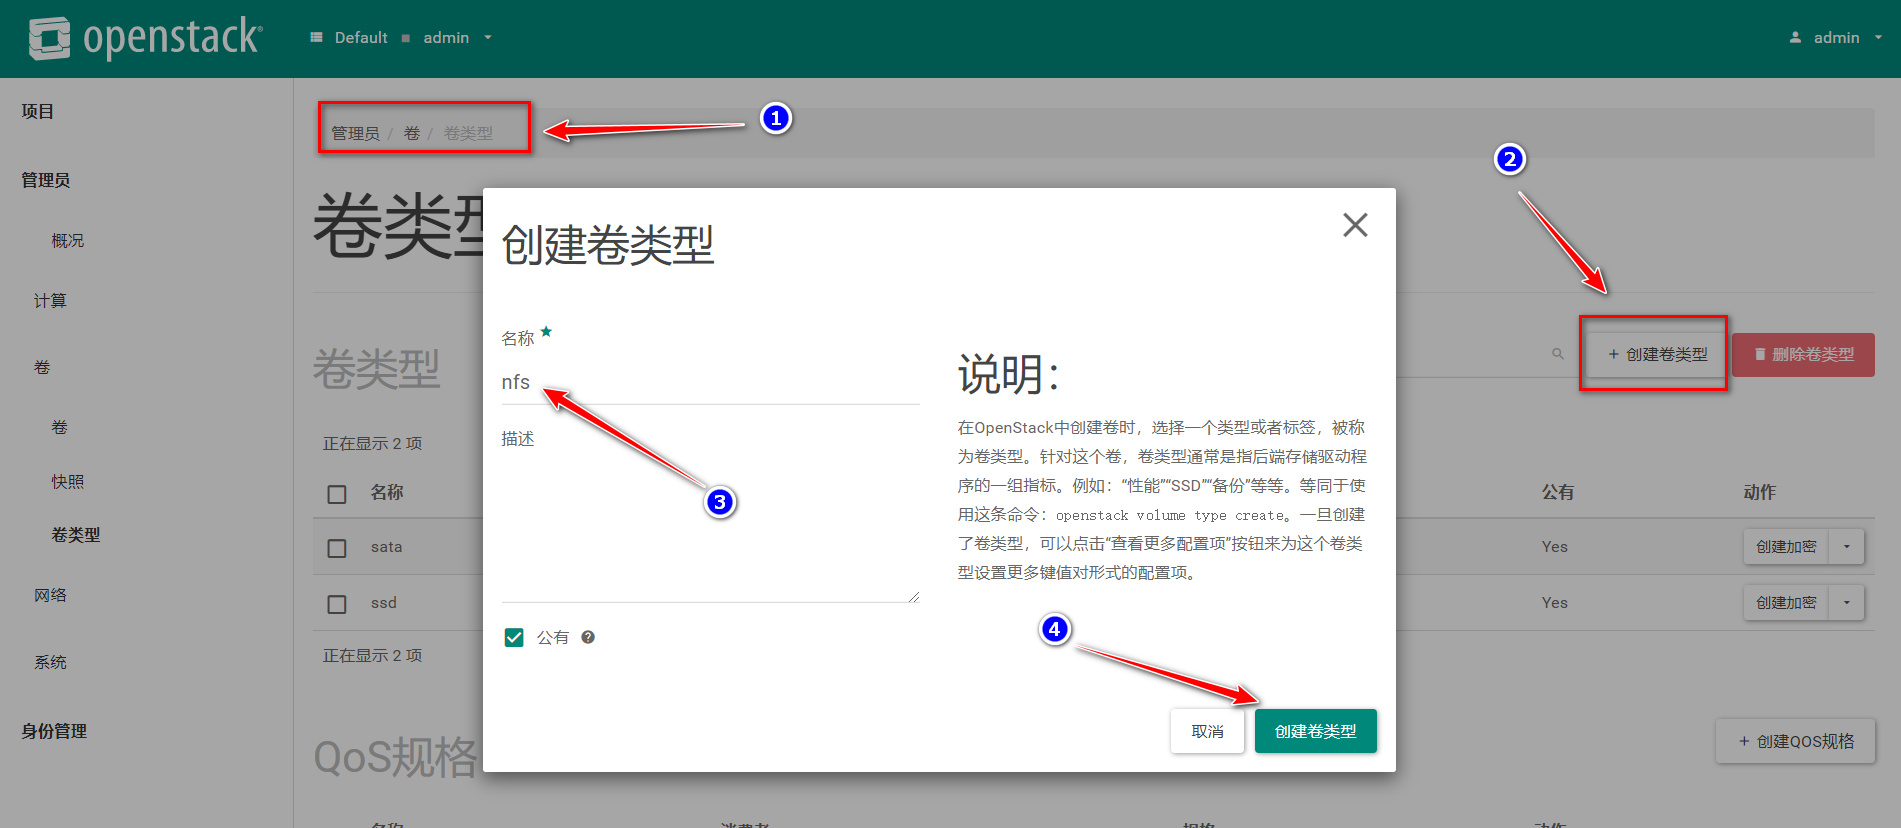 openstack®
Default admin
admin
项目
管理员
概况
计算
卷
卷
快照
卷类型
网络
系统
身份管理
管理员 / 卷 / 卷类型
1
2
卷类型
卷类型
+ 创建卷类型
删除卷类型
正在显示 2 项
名称 公有 动作
sata Yes 创建加密
ssd Yes 创建加密
正在显示 2 项
QoS规格
+ 创建QOS规格
创建卷类型
名称
nfs
3
描述
公有
说明：
在OpenStack中创建卷时，选择一个类型或者标签，被称
为卷类型。针对这个卷，卷类型通常是指后端存储驱动程
序的一组指标。例如：“性能”“SSD”“备份”等等。等同于使
用这条命令：openstack volume type create。一旦创建
了卷类型，可以点击“查看更多配置项”按钮来为这个卷类
型设置更多键值对形式的配置项。
4
取消
创建卷类型